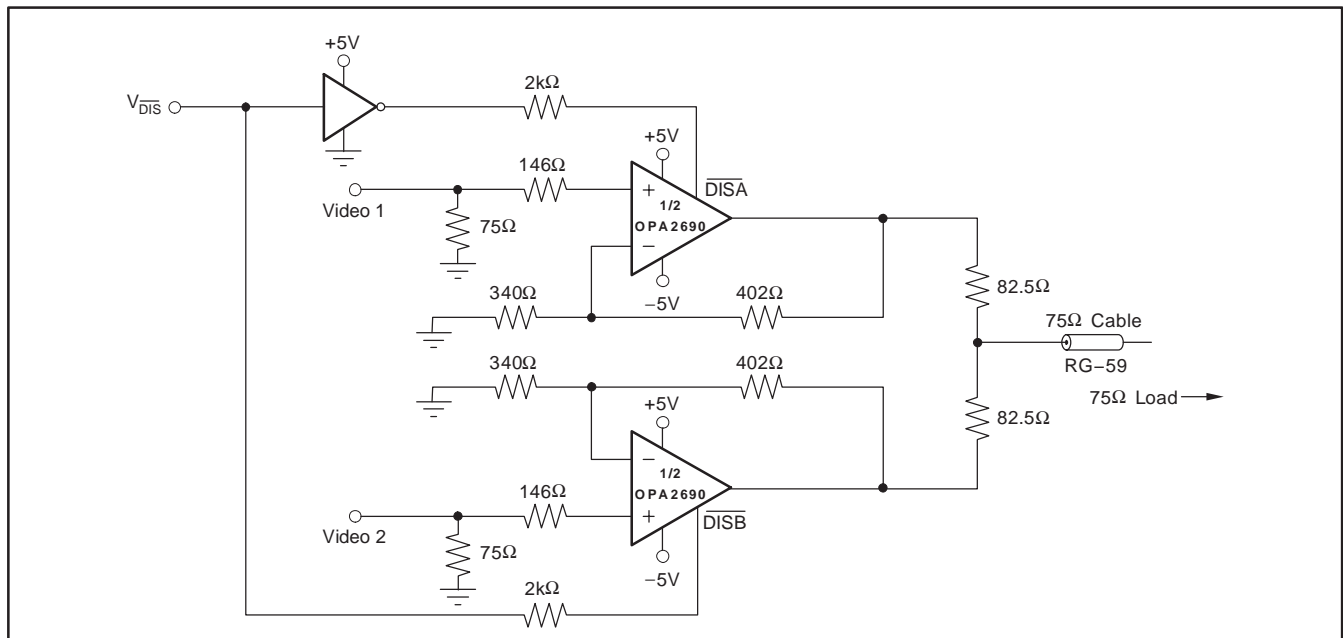 +5V
V_DIS
2kΩ
+5V
146Ω
DISA
+
1/2
OPA2690
−
Video 1
75Ω
−5V
340Ω
402Ω
82.5Ω
75Ω Cable
RG−59
340Ω
402Ω
75Ω Load
+5V
82.5Ω
−
1/2
OPA2690
+
146Ω
DISB
Video 2
75Ω
−5V
2kΩ